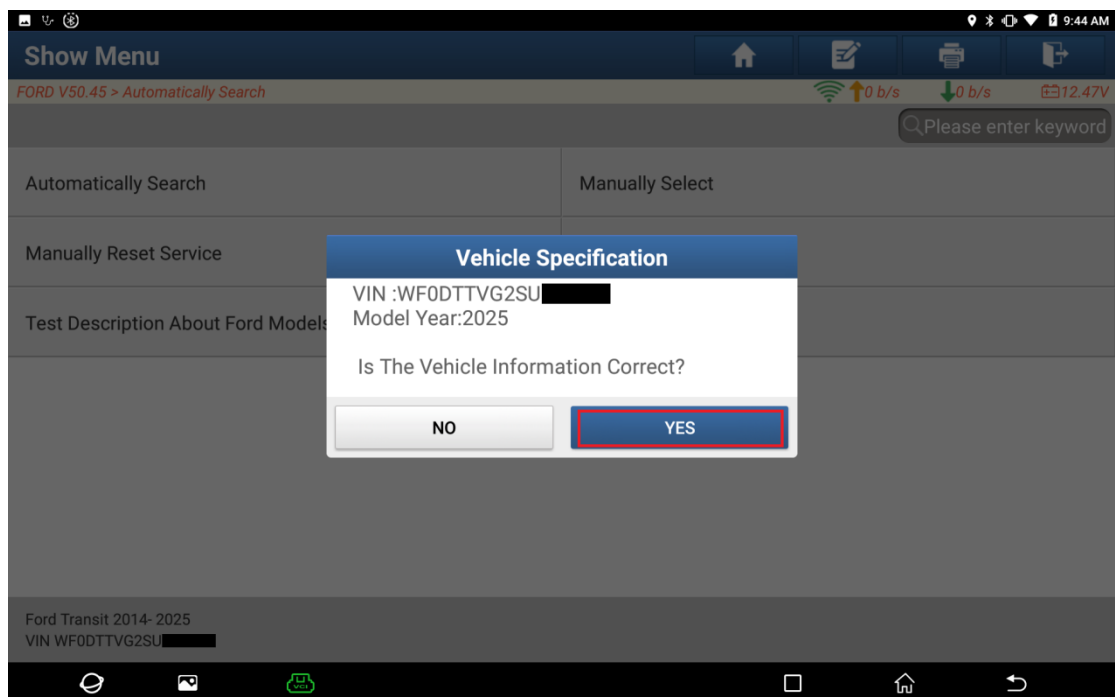 9:44 AM
Show Menu
FORD V50.45 > Automatically Search
0 b/s
0 b/s
12.47V
Please enter keyword
Automatically Search
Manually Select
Manually Reset Service
Test Description About Ford Models
Vehicle Specification
VIN :WF0DTTVG2SU
Model Year:2025
Is The Vehicle Information Correct?
NO
YES
Ford Transit 2014- 2025
VIN WF0DTTVG2SU
VCI